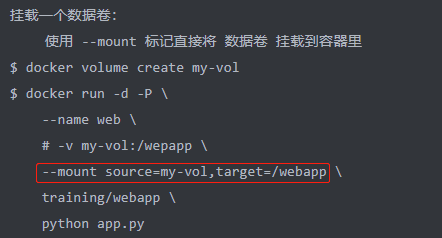 挂载一个数据卷:
使用 --mount 标记直接将 数据卷 挂载到容器里
$ docker volume create my-vol
$ docker run -d -P \
--name web \
# -v my-vol:/wepapp \
--mount source=my-vol,target=/webapp \
training/webapp \
python app.py